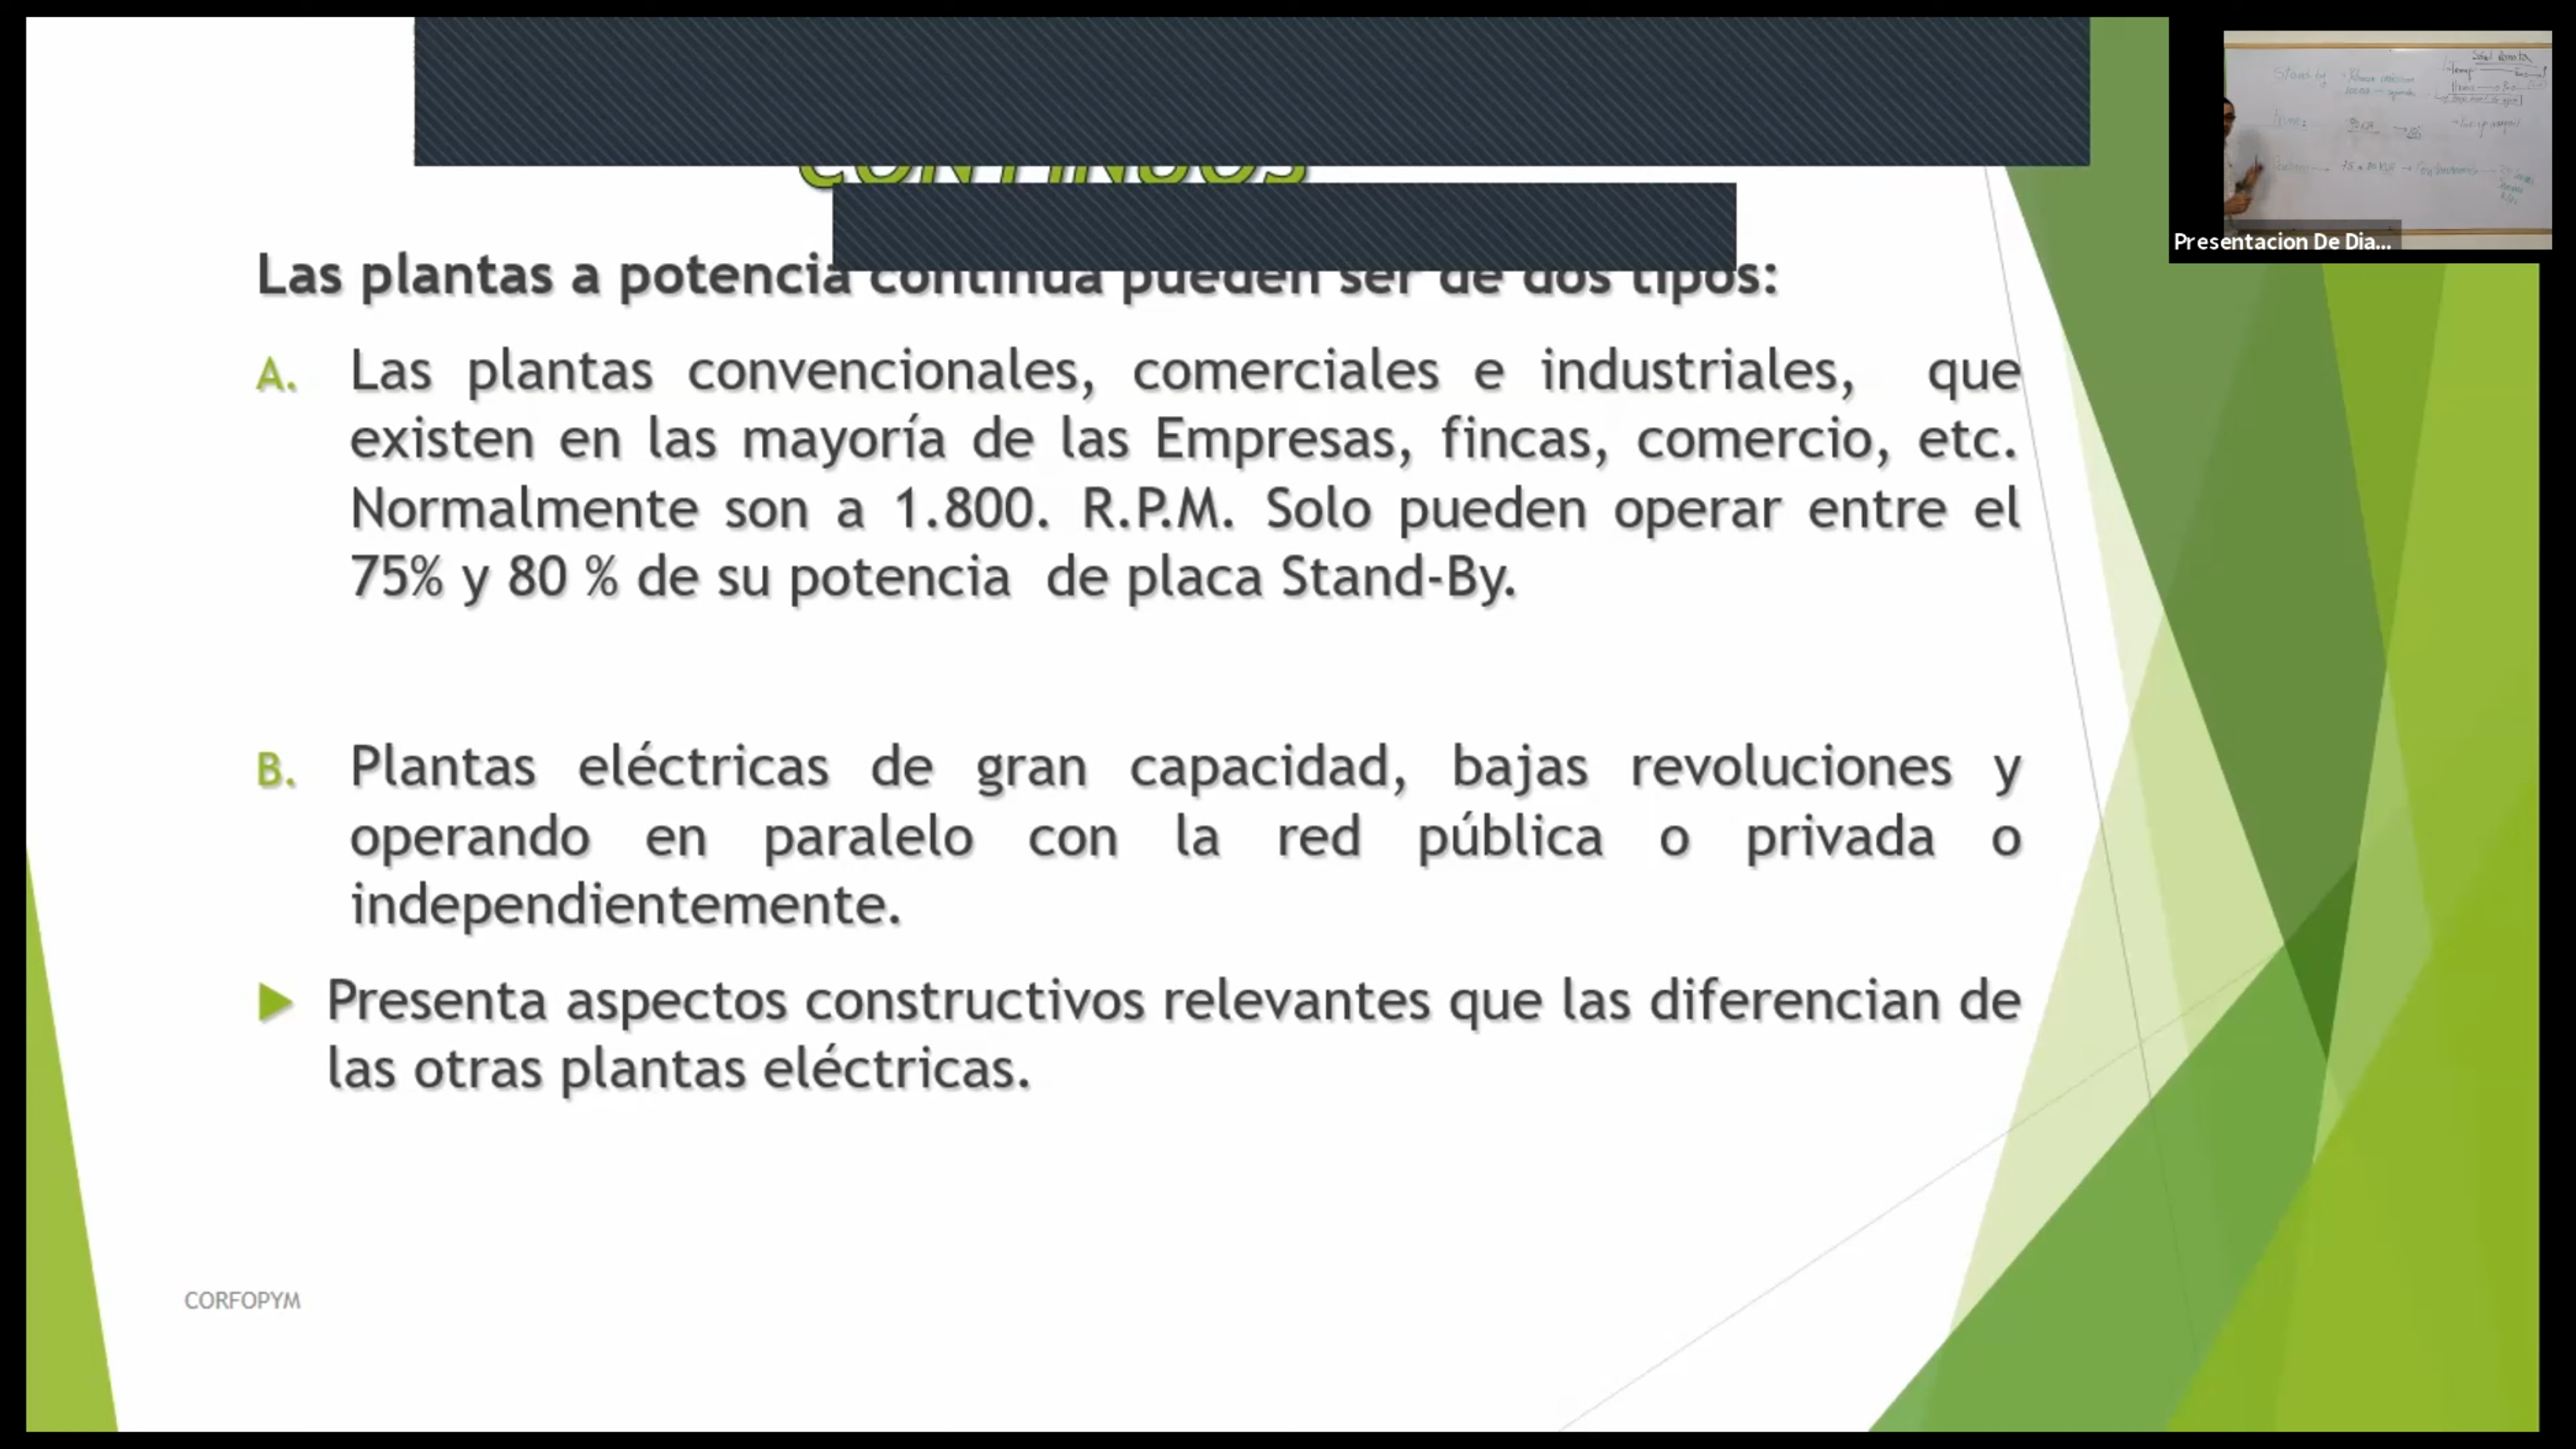 CONTINUOS
Las plantas a potencia continua pueden ser de dos tipos:
A. Las plantas convencionales, comerciales e industriales, que
existen en las mayoría de las Empresas, fincas, comercio, etc.
Normalmente son a 1.800. R.P.M. Solo pueden operar entre el
75% y 80 % de su potencia de placa Stand-By.
B. Plantas eléctricas de gran capacidad, bajas revoluciones y
operando en paralelo con la red pública o privada o
independientemente.
Presenta aspectos constructivos relevantes que las diferencian de
las otras plantas eléctricas.
CORFOPYM
Stand by
Presentacion De Dia...